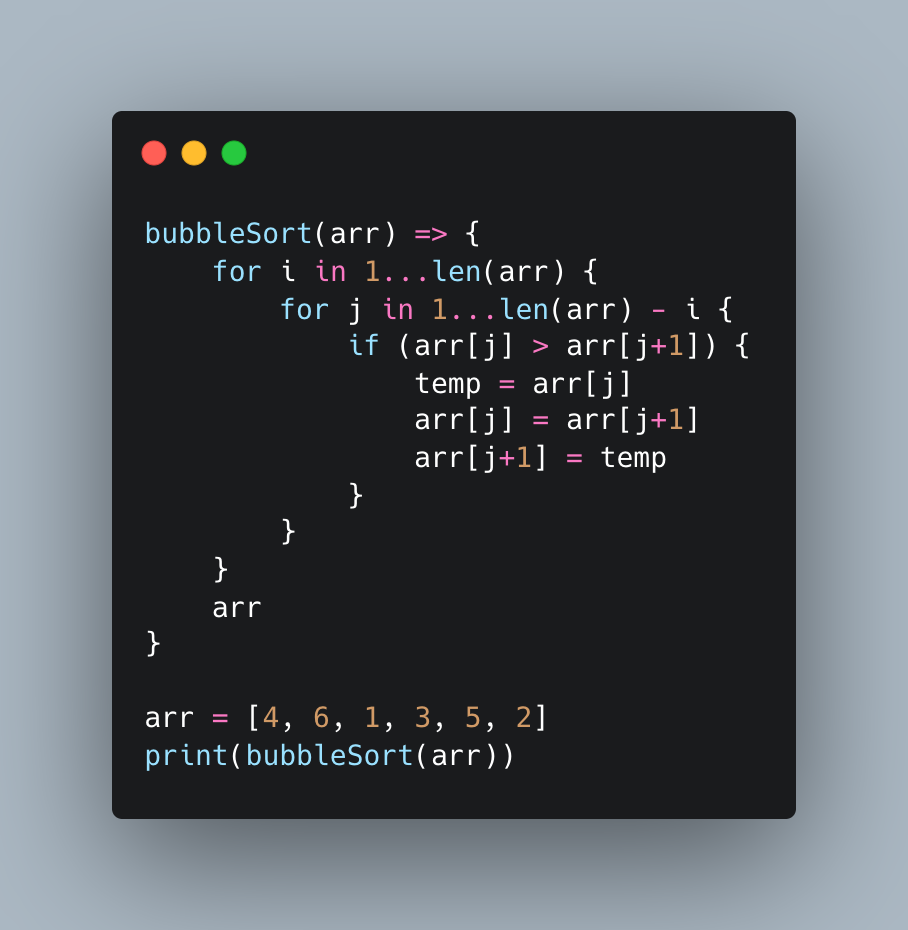 bubbleSort(arr) => {
    for i in 1...len(arr) {
        for j in 1...len(arr) - i {
            if (arr[j] > arr[j+1]) {
                temp = arr[j]
                arr[j] = arr[j+1]
                arr[j+1] = temp
            }
        }
    }
    arr
}

arr = [4, 6, 1, 3, 5, 2]
print(bubbleSort(arr))